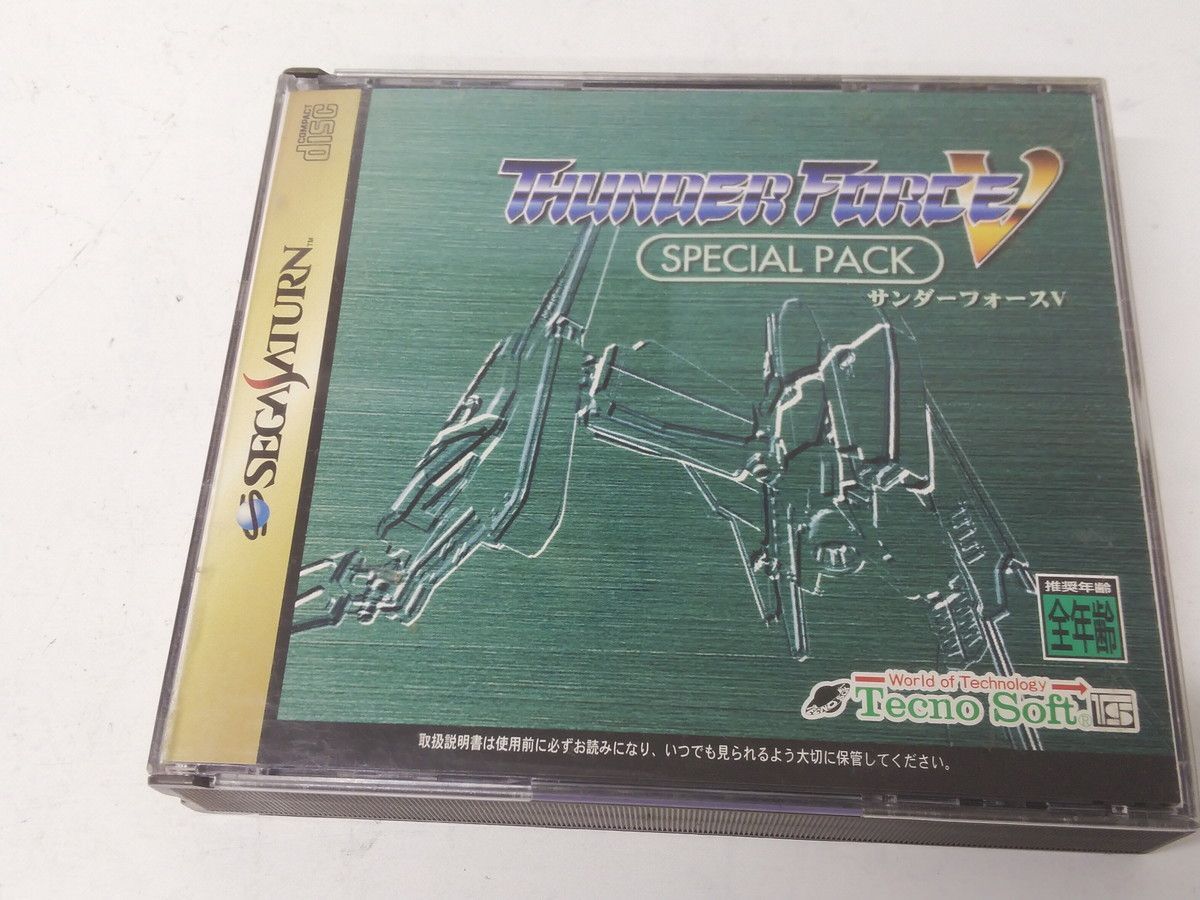 COMPACT
disc
SEGA SATURN™
THUNDER FORCE V
SPECIAL PACK
サンダーフォースV
推奨年齢
全年齢
World of Technology
Tecno Soft®
TS
取扱説明書は使用前に必ずお読みになり、いつでも見られるよう大切に保管してください。